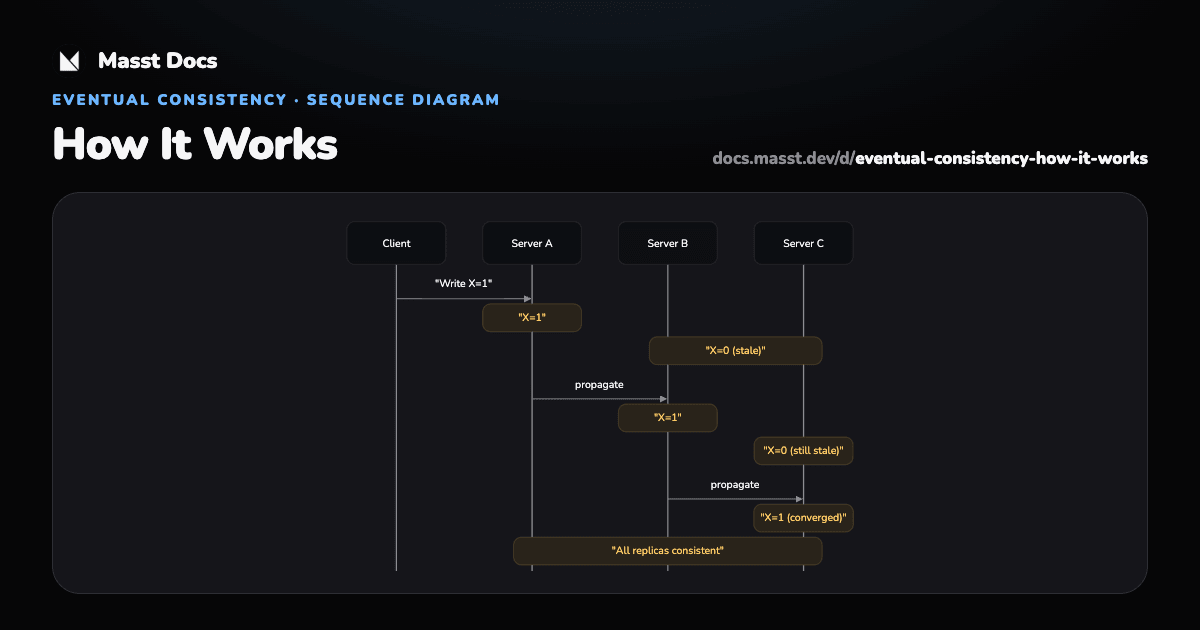 Masst Docs
EVENTUAL CONSISTENCY · SEQUENCE DIAGRAM
How It Works
docs.masst.dev/d/eventual-consistency-how-it-works
Client
Server A
Server B
Server C
"Write X=1"
"X=1"
"X=0 (stale)"
propagate
"X=1"
"X=0 (still stale)"
propagate
"X=1 (converged)"
"All replicas consistent"